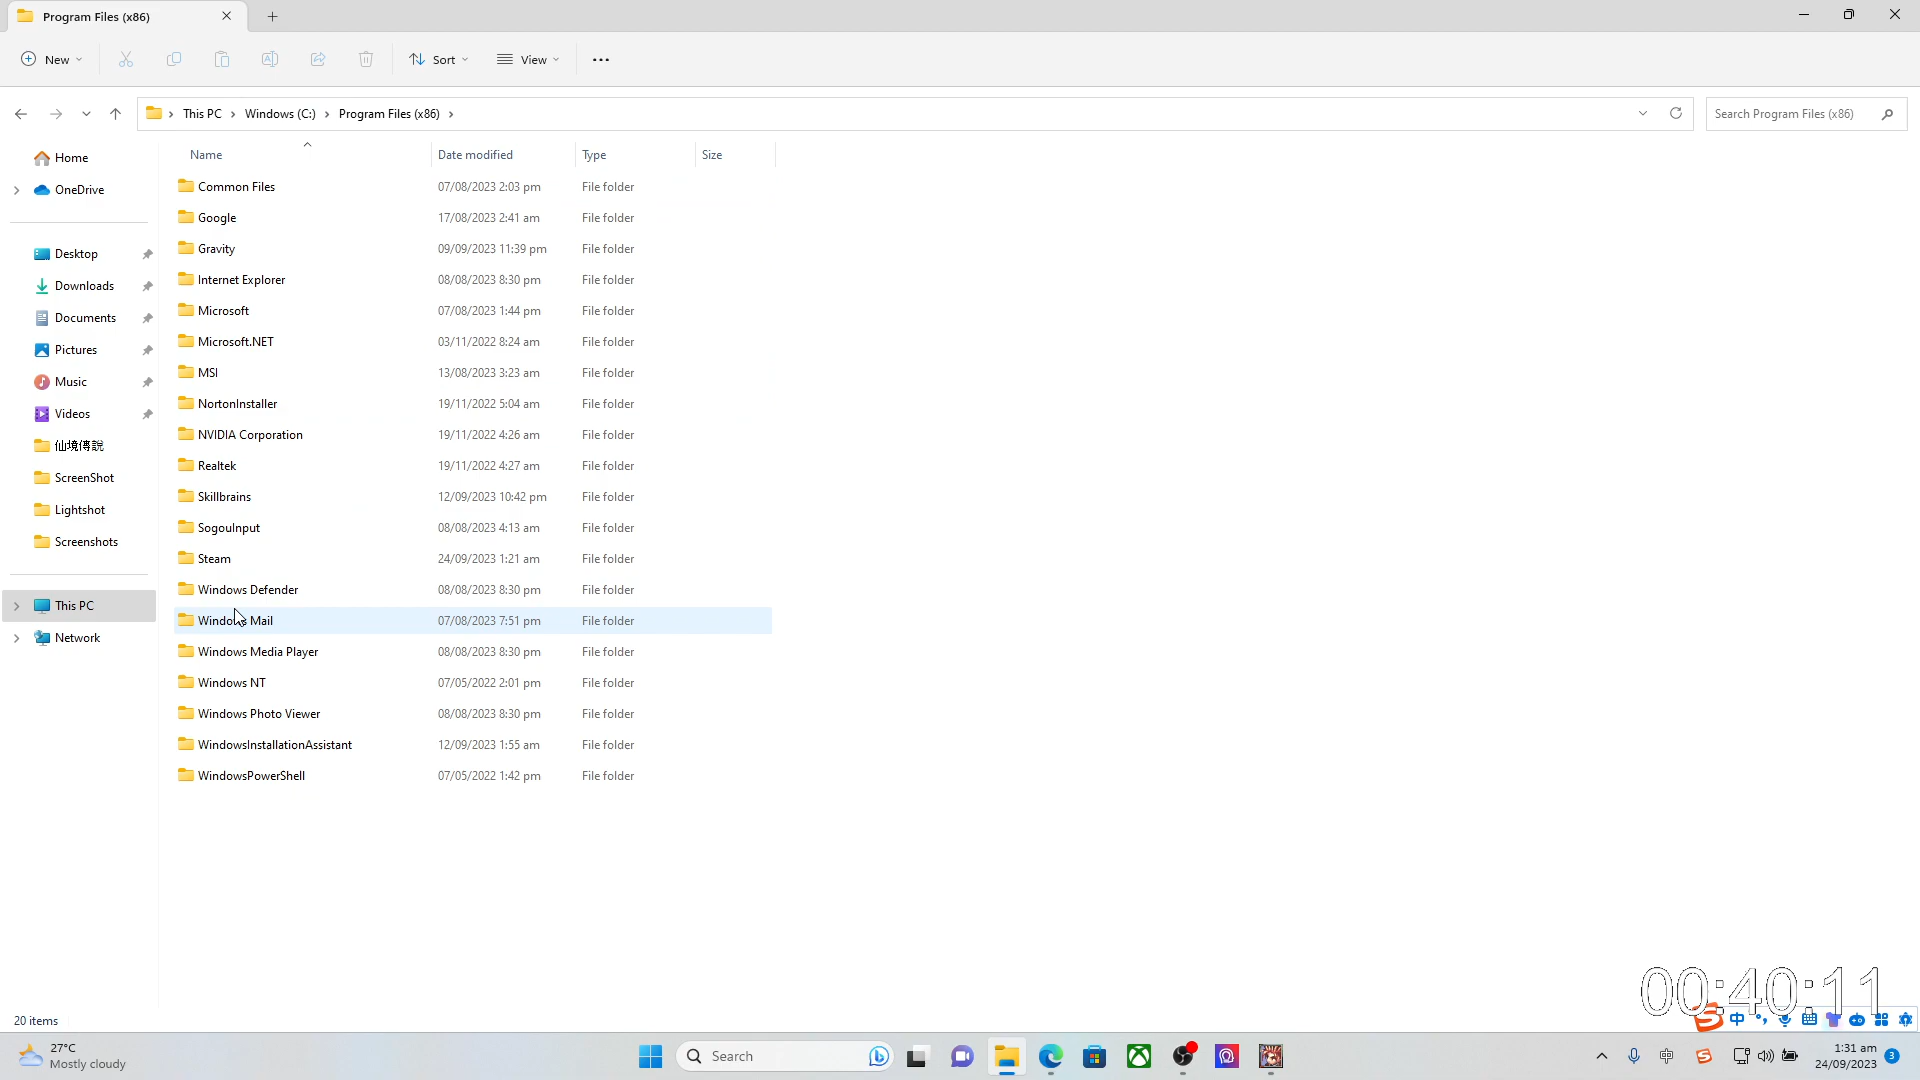 Program Files (x86)
New
Sort
View
This PC
Windows (C:)
Program Files (x86)
Search Program Files (x86)
Home
OneDrive
Desktop
Downloads
Documents
Pictures
Music
Videos
仙境傳說
ScreenShot
Lightshot
Screenshots
This PC
Network
Name Date modified Type Size
Common Files 07/08/2023 2:03 pm File folder
Google 17/08/2023 2:41 am File folder
Gravity 09/09/2023 11:39 pm File folder
Internet Explorer 08/08/2023 8:30 pm File folder
Microsoft 07/08/2023 1:44 pm File folder
Microsoft.NET 03/11/2022 8:24 am File folder
MSI 13/08/2023 3:23 am File folder
NortonInstaller 19/11/2022 5:04 am File folder
NVIDIA Corporation 19/11/2022 4:26 am File folder
Realtek 19/11/2022 4:27 am File folder
Skillbrains 12/09/2023 10:42 pm File folder
SogouInput 08/08/2023 4:13 am File folder
Steam 24/09/2023 1:21 am File folder
Windows Defender 08/08/2023 8:30 pm File folder
Windows Mail 07/08/2023 7:51 pm File folder
Windows Media Player 08/08/2023 8:30 pm File folder
Windows NT 07/05/2022 2:01 pm File folder
Windows Photo Viewer 08/08/2023 8:30 pm File folder
WindowsInstallationAssistant 12/09/2023 1:55 am File folder
WindowsPowerShell 07/05/2022 1:42 pm File folder
00:40:11
中
20 items
27°C
Mostly cloudy
Search
中
1:31 am
24/09/2023
3